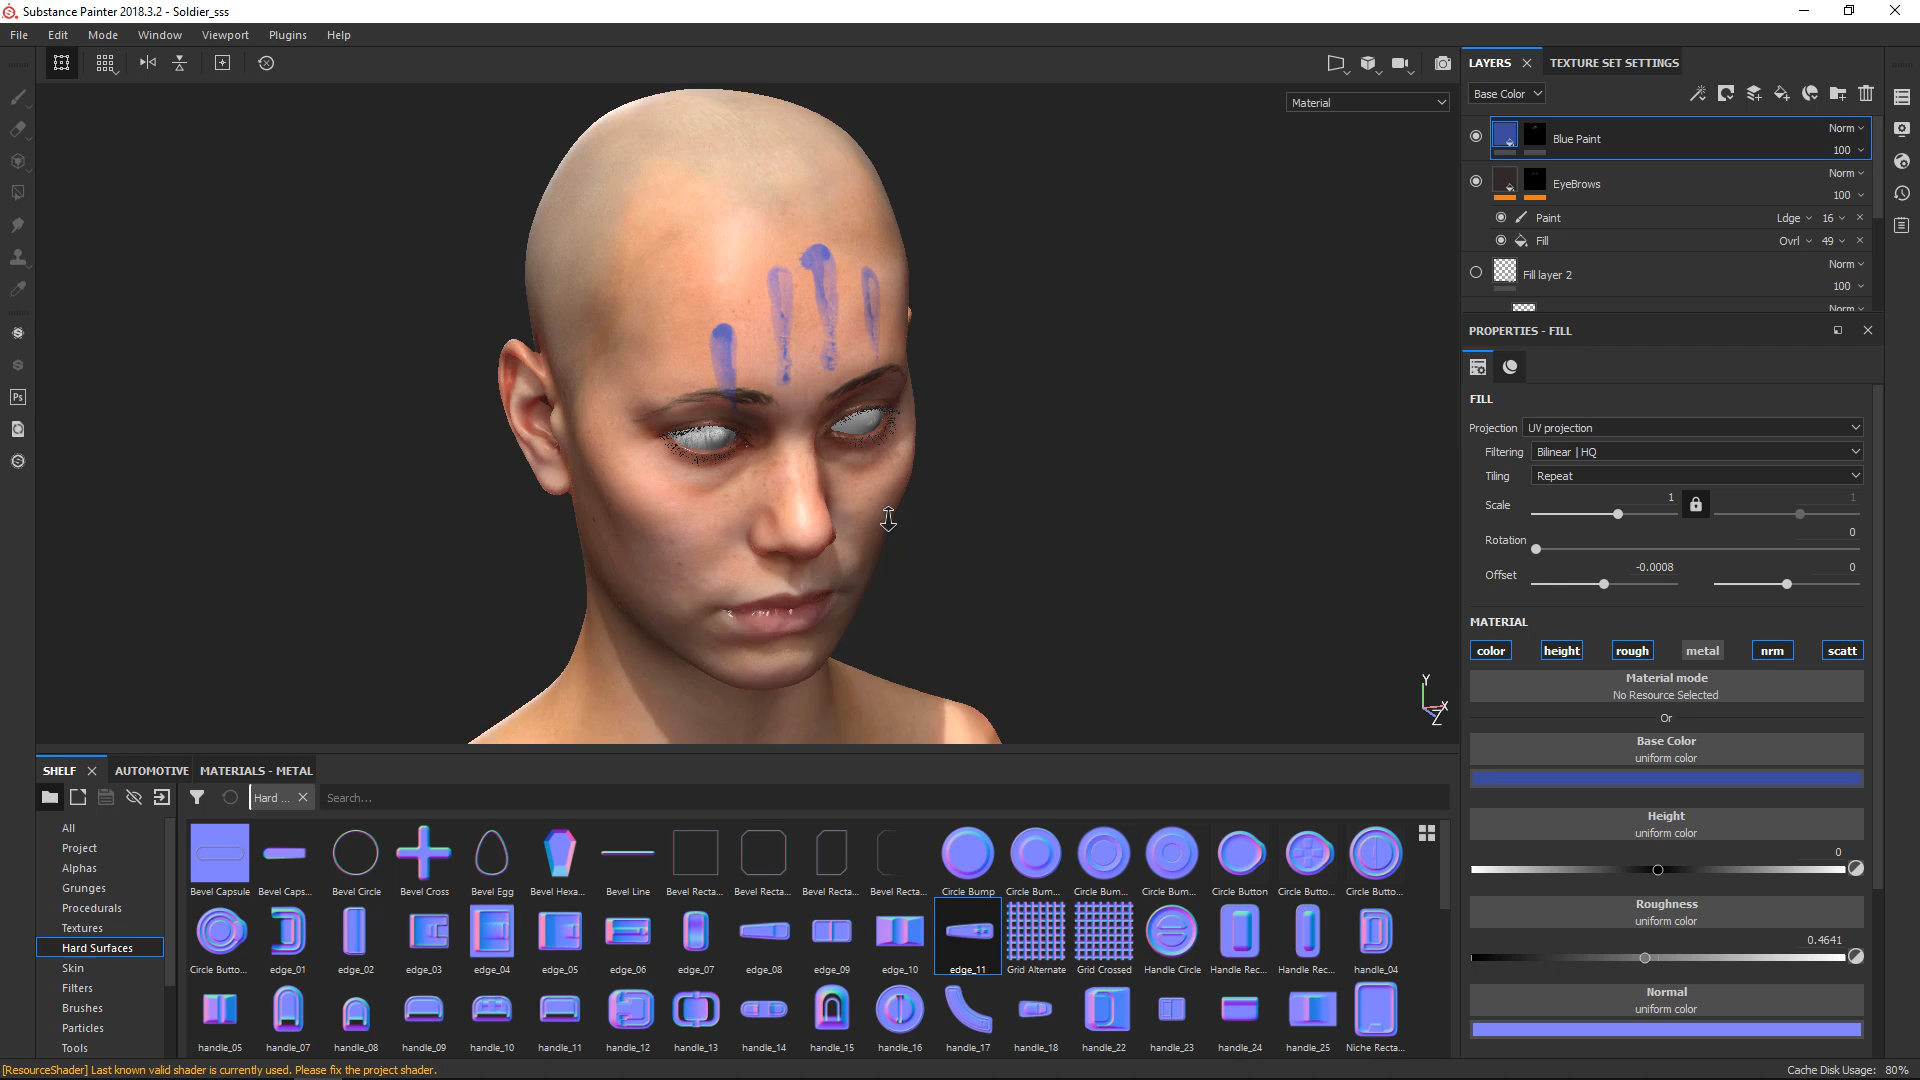 Substance Painter 2018.3.2 - Soldier_sss
File Edit Mode Window Viewport Plugins Help
Material
LAYERS TEXTURE SET SETTINGS
Base Color
Norm
Blue Paint
100
Norm
EyeBrows
100
Paint Ldge 16
Fill Ovrl 49
Norm
Fill layer 2
100
Norm
PROPERTIES - FILL
FILL
Projection UV projection
Filtering Bilinear | HQ
Tiling Repeat
Scale 1 1
Rotation 0
Offset -0.0008 0
MATERIAL
color height rough metal nrm scatt
Material mode
No Resource Selected
Or
Base Color
uniform color
Height
uniform color
0
Roughness
uniform color
0.4641
Normal
uniform color
Ps
Y
X
Z
SHELF AUTOMOTIVE MATERIALS - METAL
Hard ... Search...
All
Project
Alphas
Grunges
Procedurals
Textures
Hard Surfaces
Skin
Filters
Brushes
Particles
Tools
Bevel Capsule Bevel Caps... Bevel Circle Bevel Cross Bevel Egg Bevel Hexa... Bevel Line Bevel Recta... Bevel Recta... Bevel Recta... Bevel Recta... Circle Bump Circle Bum... Circle Bum... Circle Bum... Circle Button Circle Butto... Circle Butto...
Circle Butto... edge_01 edge_02 edge_03 edge_04 edge_05 edge_06 edge_07 edge_08 edge_09 edge_10 edge_11 Grid Alternate Grid Crossed Handle Circle Handle Rec... Handle Rec... handle_04
handle_05 handle_07 handle_08 handle_09 handle_10 handle_11 handle_12 handle_13 handle_14 handle_15 handle_16 handle_17 handle_18 handle_22 handle_23 handle_24 handle_25 Niche Recta...
[ResourceShader] Last known valid shader is currently used. Please fix the project shader.
Cache Disk Usage: 80%